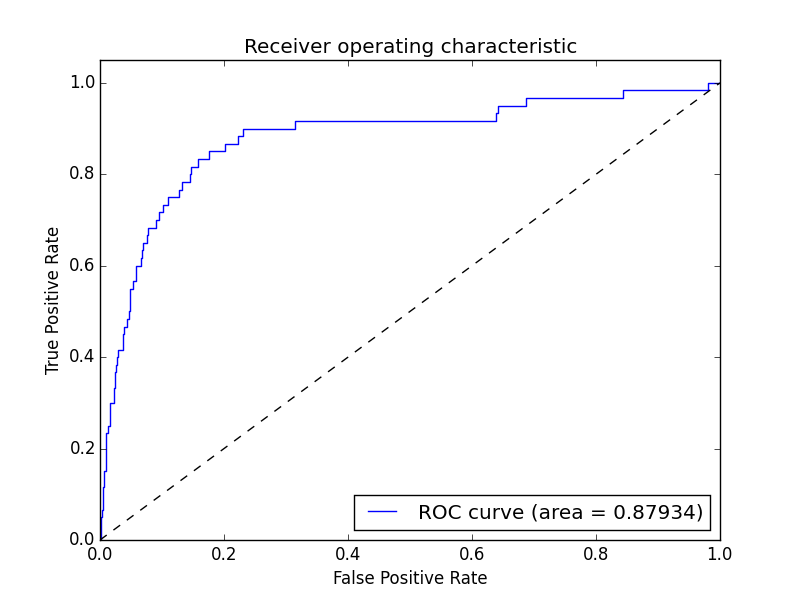 Receiver operating characteristic
True Positive Rate
1.0
0.8
0.6
0.4
0.2
0.0
ROC curve (area = 0.87934)
0.0 0.2 0.4 0.6 0.8 1.0
False Positive Rate